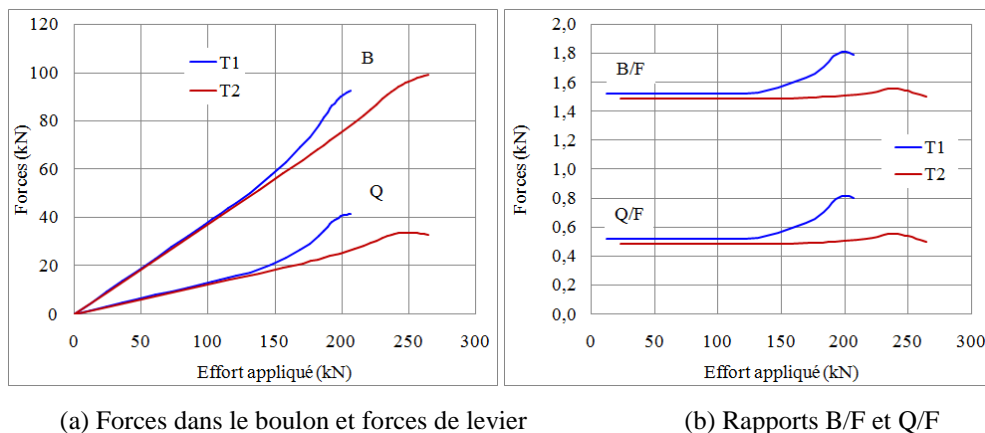 120
100
80
60
40
20
0
Forces (kN)
T1
T2
B
Q
0 50 100 150 200 250 300
Effort appliqué (kN)
2,0
1,8
1,6
1,4
1,2
1,0
0,8
0,6
0,4
0,2
0,0
Forces (kN)
B/F
T1
T2
Q/F
0 50 100 150 200 250 300
Effort appliqué (kN)
(a) Forces dans le boulon et forces de levier
(b) Rapports B/F et Q/F